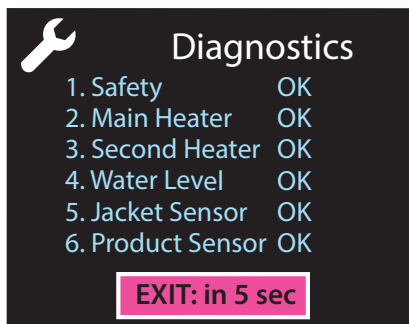 Diagnostics
1. Safety OK
2. Main Heater OK
3. Second Heater OK
4. Water Level OK
5. Jacket Sensor OK
6. Product Sensor OK
EXIT: in 5 sec